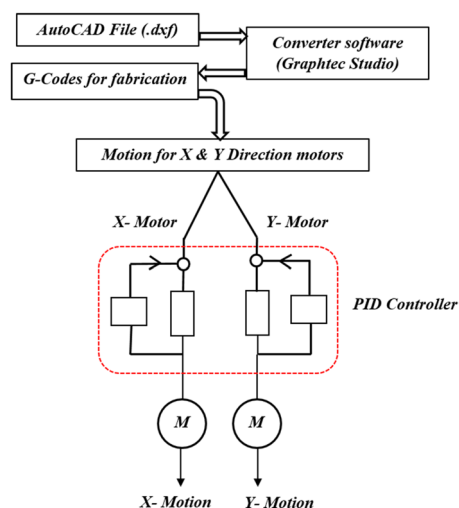 AutoCAD File (.dxf)
Converter software
(Graphtec Studio)
G-Codes for fabrication
Motion for X & Y Direction motors
X- Motor
Y- Motor
PID Controller
M
M
X- Motion
Y- Motion